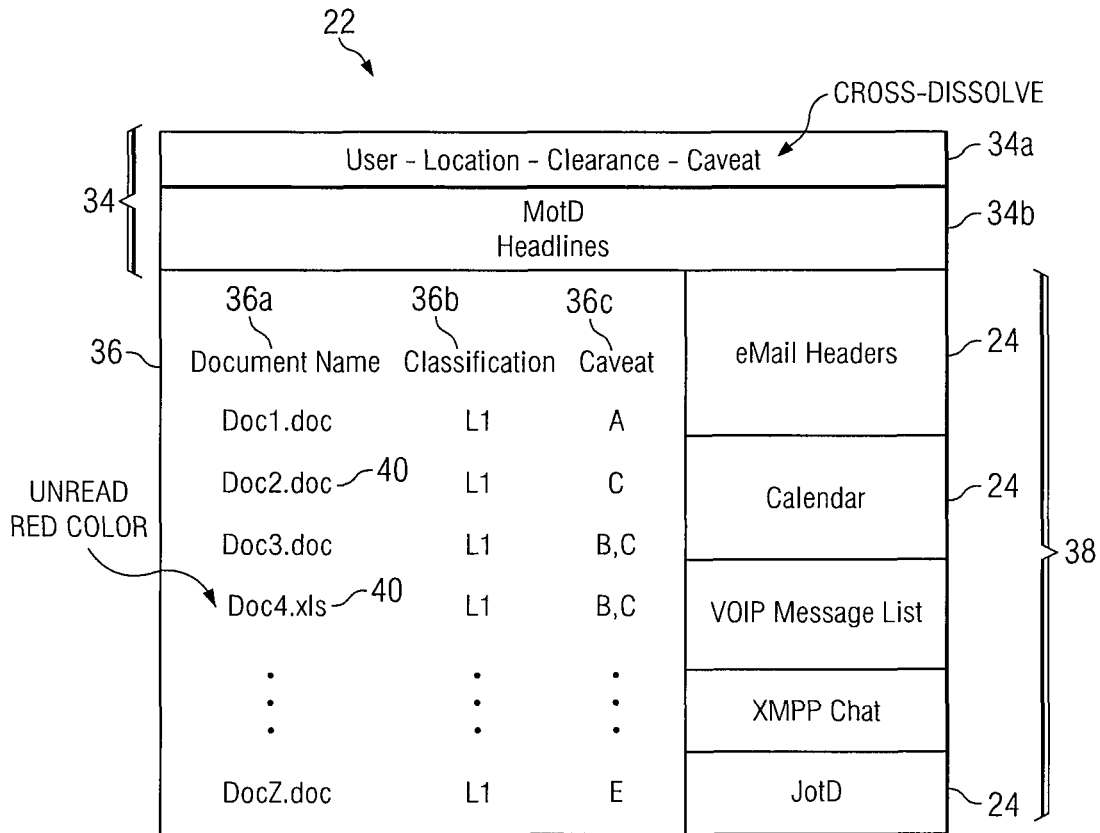 22
CROSS-DISSOLVE
User - Location - Clearance - Caveat
34a
34
MotD
Headlines
34b
36a 36b 36c
36
Document Name Classification Caveat
eMail Headers
24
Doc1.doc L1 A
Doc2.doc 40 L1 C
Calendar
24
UNREAD
RED COLOR
Doc3.doc L1 B,C
38
Doc4.xls 40 L1 B,C
VOIP Message List
XMPP Chat
DocZ.doc L1 E
JotD
24